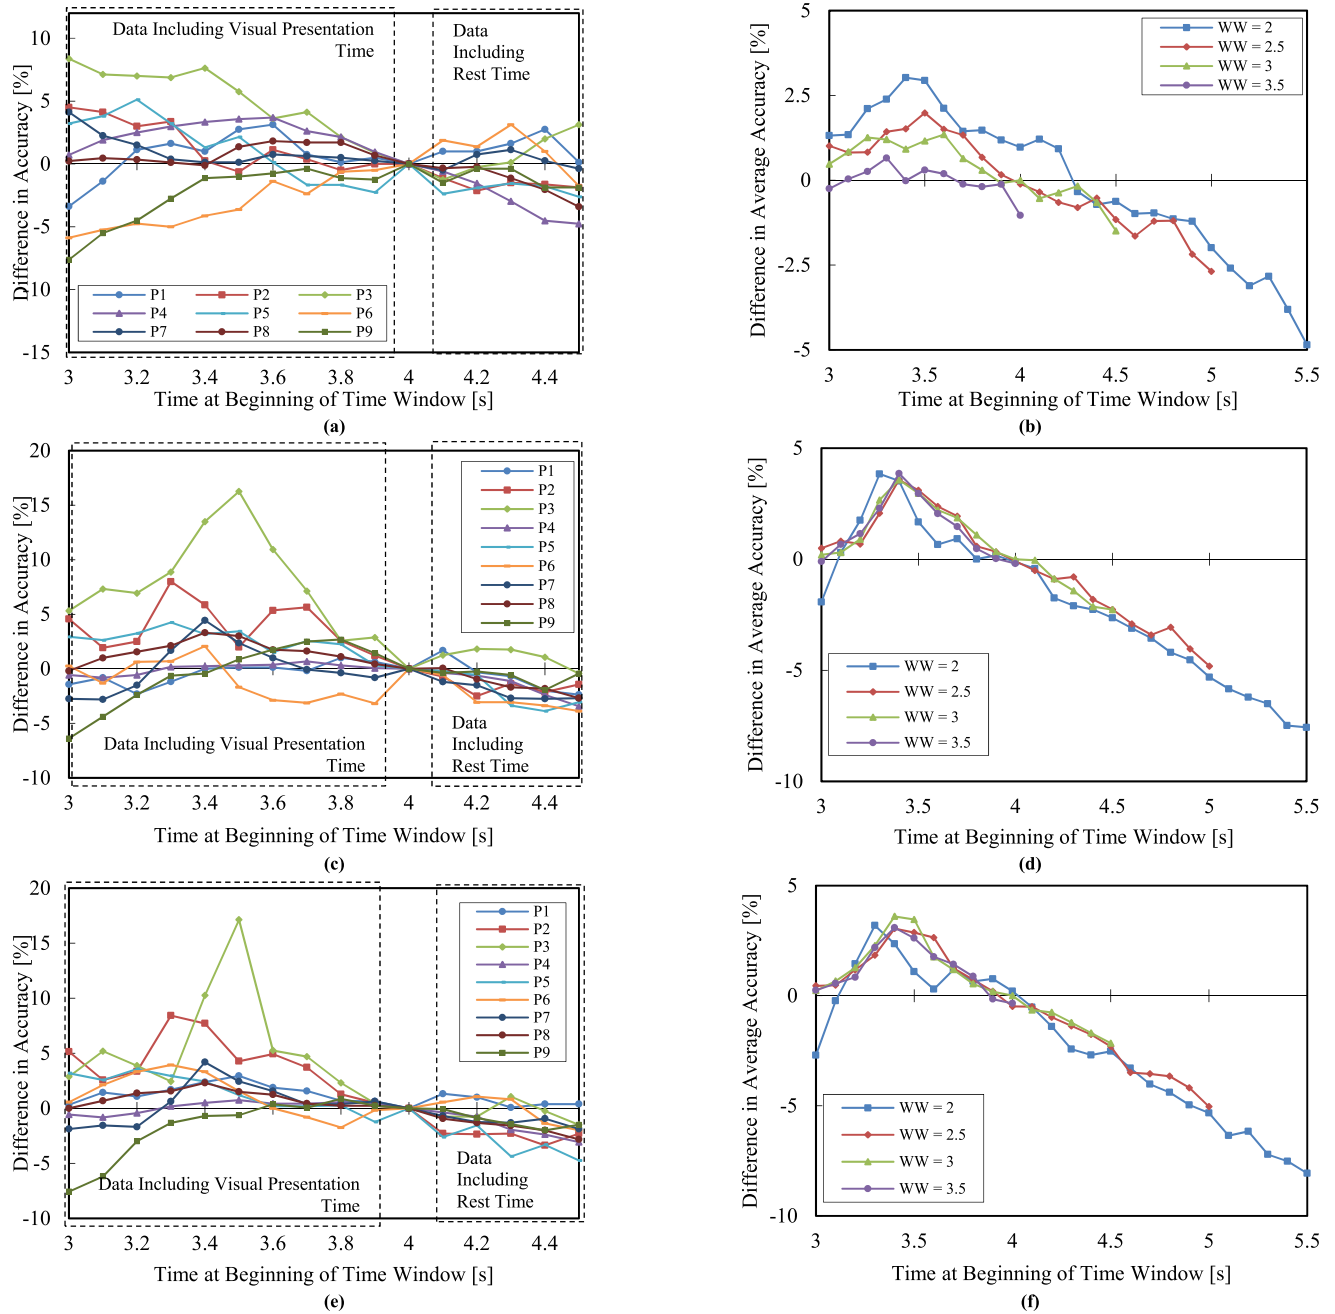 Difference in Accuracy [%]
10
5
0
-5
-10
-15
Data Including Visual Presentation
Time
Data
Including
Rest Time
P1 P2 P3
P4 P5 P6
P7 P8 P9
3 3.2 3.4 3.6 3.8 4 4.2 4.4
Time at Beginning of Time Window [s]
(a)
Difference in Average Accuracy [%]
5
2.5
0
-2.5
-5
WW = 2
WW = 2.5
WW = 3
WW = 3.5
3 3.5 4 4.5 5 5.5
Time at Beginning of Time Window [s]
(b)
Difference in Accuracy [%]
20
15
10
5
0
-5
-10
P1
P2
P3
P4
P5
P6
P7
P8
P9
Data Including Visual Presentation
Time
Data
Including
Rest Time
3 3.2 3.4 3.6 3.8 4 4.2 4.4
Time at Beginning of Time Window [s]
(c)
Difference in Average Accuracy [%]
5
0
-5
-10
WW = 2
WW = 2.5
WW = 3
WW = 3.5
3 3.5 4 4.5 5 5.5
Time at Beginning of Time Window [s]
(d)
Difference in Accuracy [%]
20
15
10
5
0
-5
-10
P1
P2
P3
P4
P5
P6
P7
P8
P9
Data Including Visual Presentation
Time
Data
Including
Rest Time
3 3.2 3.4 3.6 3.8 4 4.2 4.4
Time at Beginning of Time Window [s]
(e)
Difference in Average Accuracy [%]
5
0
-5
-10
WW = 2
WW = 2.5
WW = 3
WW = 3.5
3 3.5 4 4.5 5 5.5
Time at Beginning of Time Window [s]
(f)